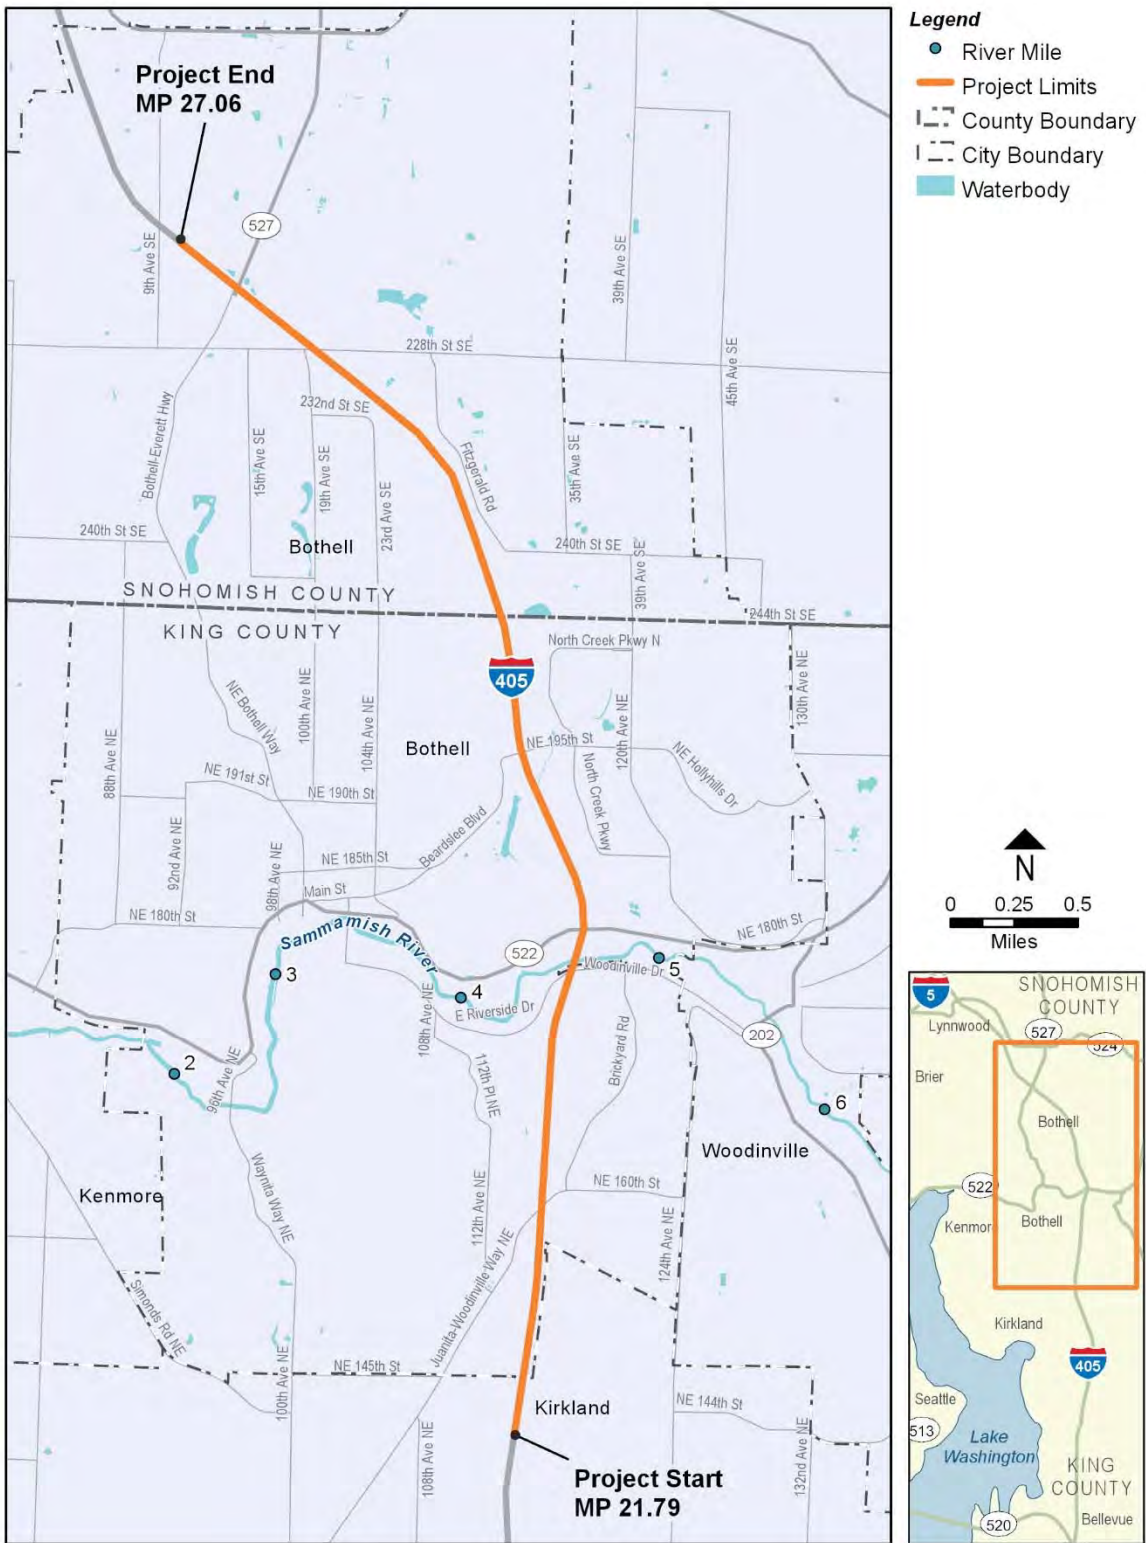 Project End
MP 27.06
527
9th Ave SE
39th Ave SE
228th St SE
45th Ave SE
Bothell-Everett Hwy
232nd St SE
15th Ave SE
19th Ave SE
23rd Ave SE
Fitzgerald Rd
35th Ave SE
240th St SE
Bothell
240th St SE
39th Ave SE
SNOHOMISH COUNTY
KING COUNTY
244th St SE
North Creek Pkwy N
405
88th Ave NE
NE Bothell Way
100th Ave NE
104th Ave NE
Bothell
NE 195th St
120th Ave NE
130th Ave NE
NE Hollyhills Dr
North Creek Pkwy
NE 191st St
NE 190th St
92nd Ave NE
Beardslee Blvd
NE 185th St
98th Ave NE
Main St
NE 180th St
NE 180th St
Sammamish River
522
Woodinville Dr
5
3
4
E Riverside Dr
108th Ave NE
202
2
96th Ave NE
112th Pl NE
Brickyard Rd
6
Woodinville
Kenmore
Waynita Way NE
112th Ave NE
NE 160th St
124th Ave NE
Simonds Rd NE
Juanita-Woodinville Way NE
NE 145th St
100th Ave NE
Kirkland
NE 144th St
108th Ave NE
132nd Ave NE
Project Start
MP 21.79
Legend
River Mile
Project Limits
County Boundary
City Boundary
Waterbody
N
0 0.25 0.5
Miles
5
SNOHOMISH
COUNTY
Lynnwood
527
524
Brier
Bothell
522
Kenmore
Bothell
Kirkland
405
Seattle
513
Lake
Washington
KING
COUNTY
520
Bellevue